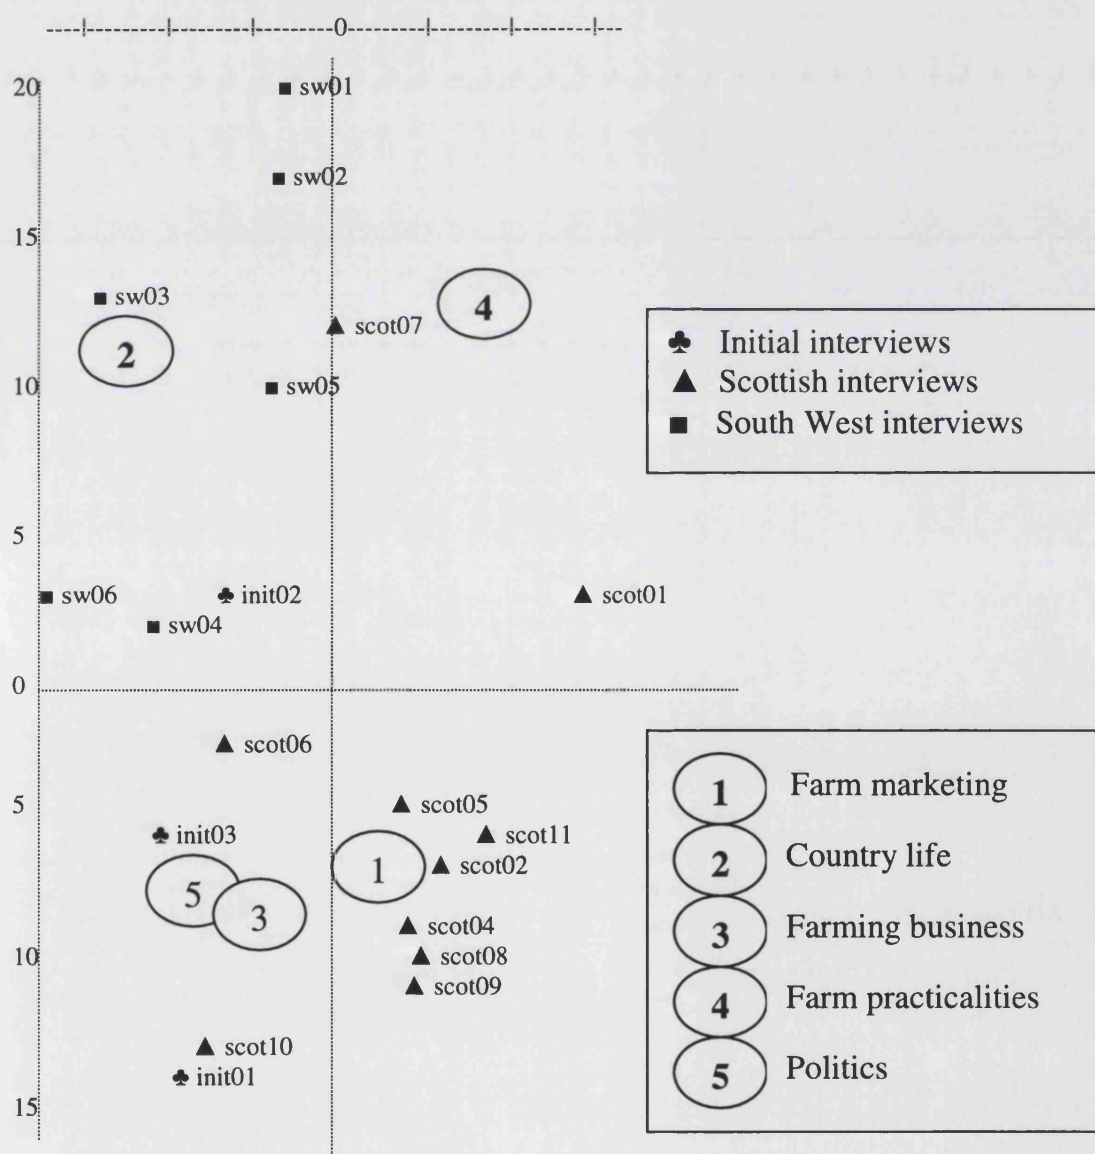 0
20
sw01
sw02
15
sw03
4
scot07
2
10
sw05
Initial interviews
Scottish interviews
South West interviews
5
sw06
init02
scot01
sw04
0
scot06
5
scot05
init03
scot11
1
scot02
5
3
scot04
10
scot08
scot09
scot10
init01
15
1 Farm marketing
2 Country life
3 Farming business
4 Farm practicalities
5 Politics